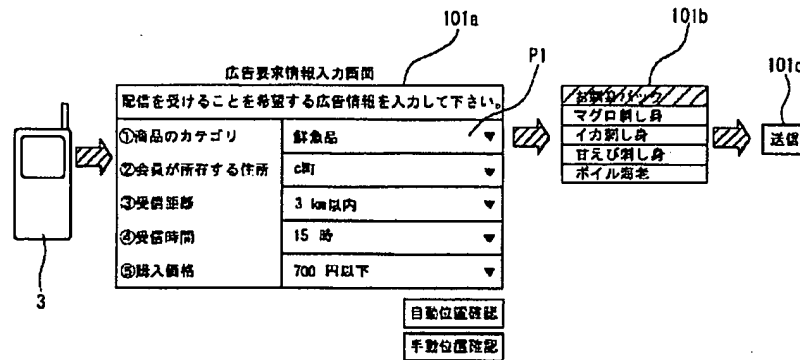 101a
101b
P1
101c
広告要求情報入力画面
配信を受けることを希望する広告情報を入力して下さい。
①商品のカテゴリ 鮮魚品 ▼
②会員が所在する住所 c町 ▼
③受信距離 3 km以内 ▼
④受信時間 15 時 ▼
⑤購入価格 700 円以下 ▼
マグロ刺し身
イカ刺し身
甘えび刺し身
ボイル海老
送信
3
自動位置確認
手動位置確認